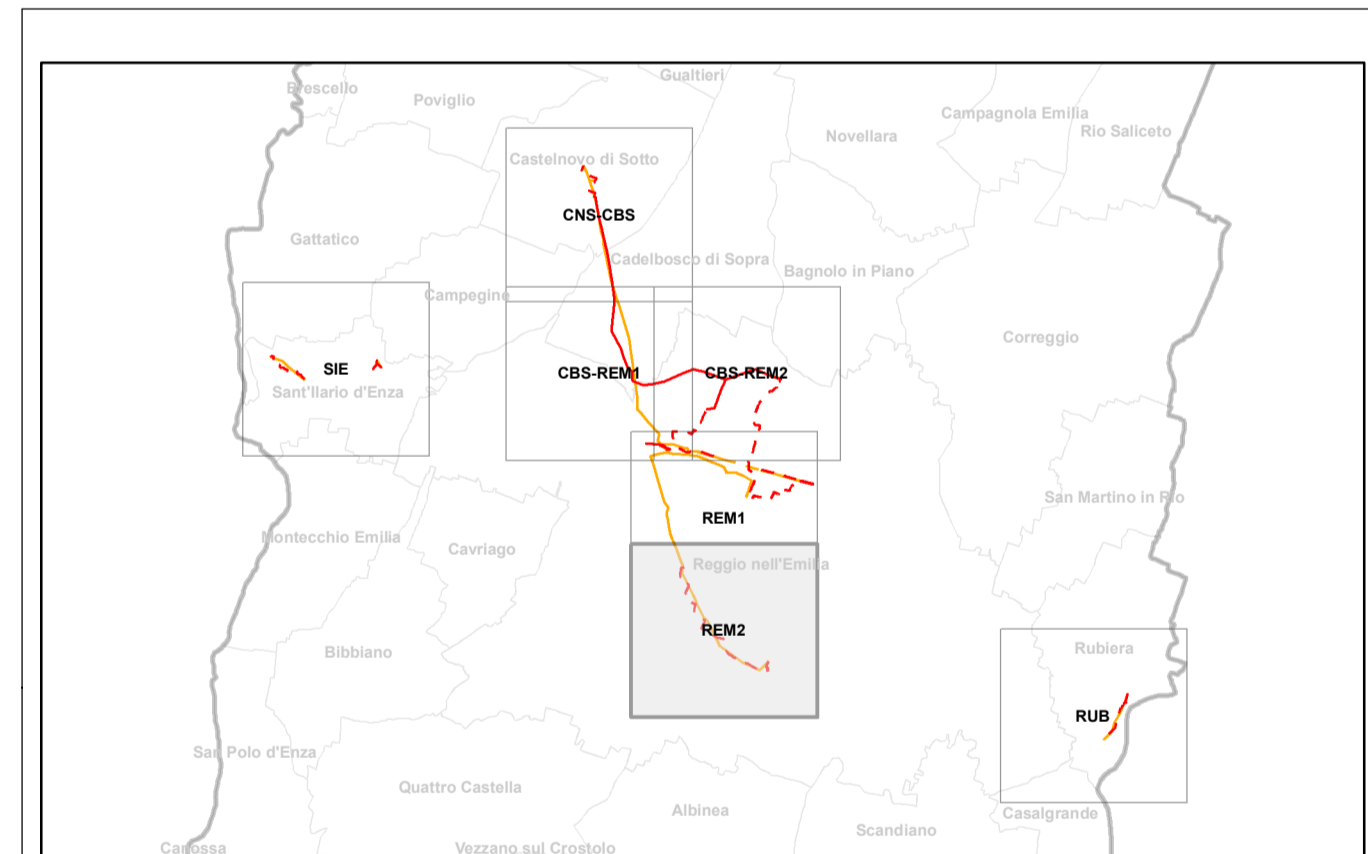 Gualtieri
Brescello
Poviglio
Campagnola Emilia
Novellara
Rio Saliceto
Castelnovo di Sotto
CNS-CBS
Gattatico
Cadelbosco di Sopra
Bagnolo in Piano
Campegine
Correggio
SIE
CBS-REM1
CBS-REM2
Sant'Ilario d'Enza
San Martino in Rio
REM1
Montecchio Emilia
Cavriago
Reggio nell'Emilia
REM2
Bibbiano
Rubiera
RUB
San Polo d'Enza
Quattro Castella
Albinea
Casalgrande
Scandiano
Canossa
Vezzano sul Crostolo